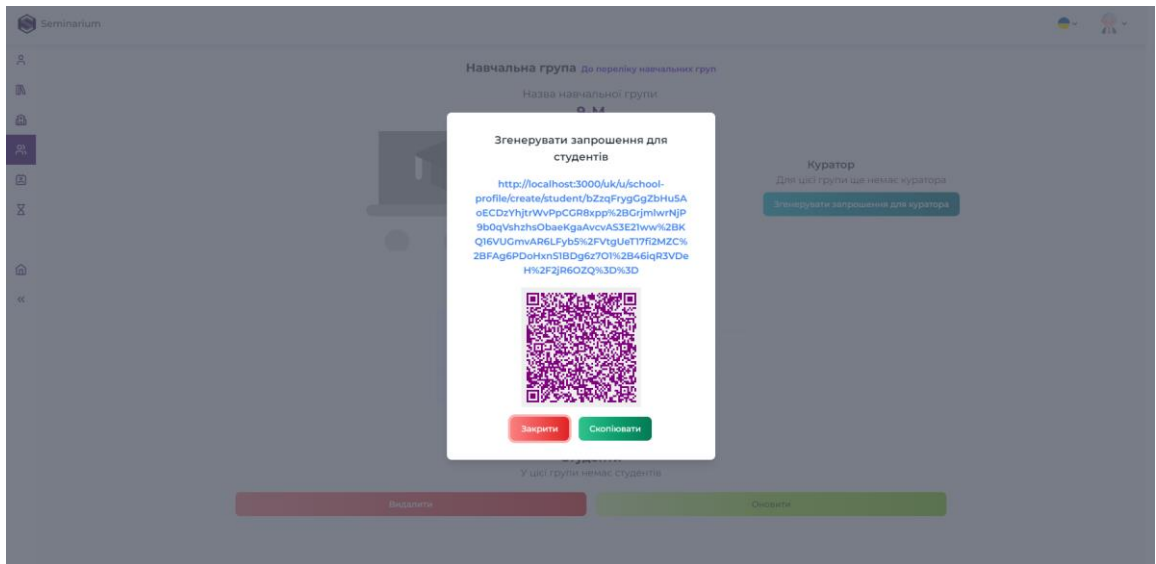 Seminarium
Навчальна група До переліку навчальних груп
Назва навчальної групи
Згенерувати запрошення для
студентів
http://localhost:3000/uk/u/school-
profile/create/student/bZzqFrygGgZbHu5A
oECDzYhjtrWvPpCGR8xpp%2BGrjmlwrNjP
9b0qVshzhsObaeKgaAvcvAS3E21ww%2BK
Q16VUGmvAR6LFyb5%2FVtgUeT17fi2MZC%
2BFAg6PDoHxnS1BDg6z7O1%2B46iqR3VDe
H%2F2jR6OZQ%3D%3D
Куратор
Для цієї групи ще немає куратора
Згенерувати запрошення для куратора
Закрити
Скопіювати
Студенти
У цієї групи немає студентів
Видалити
Оновити